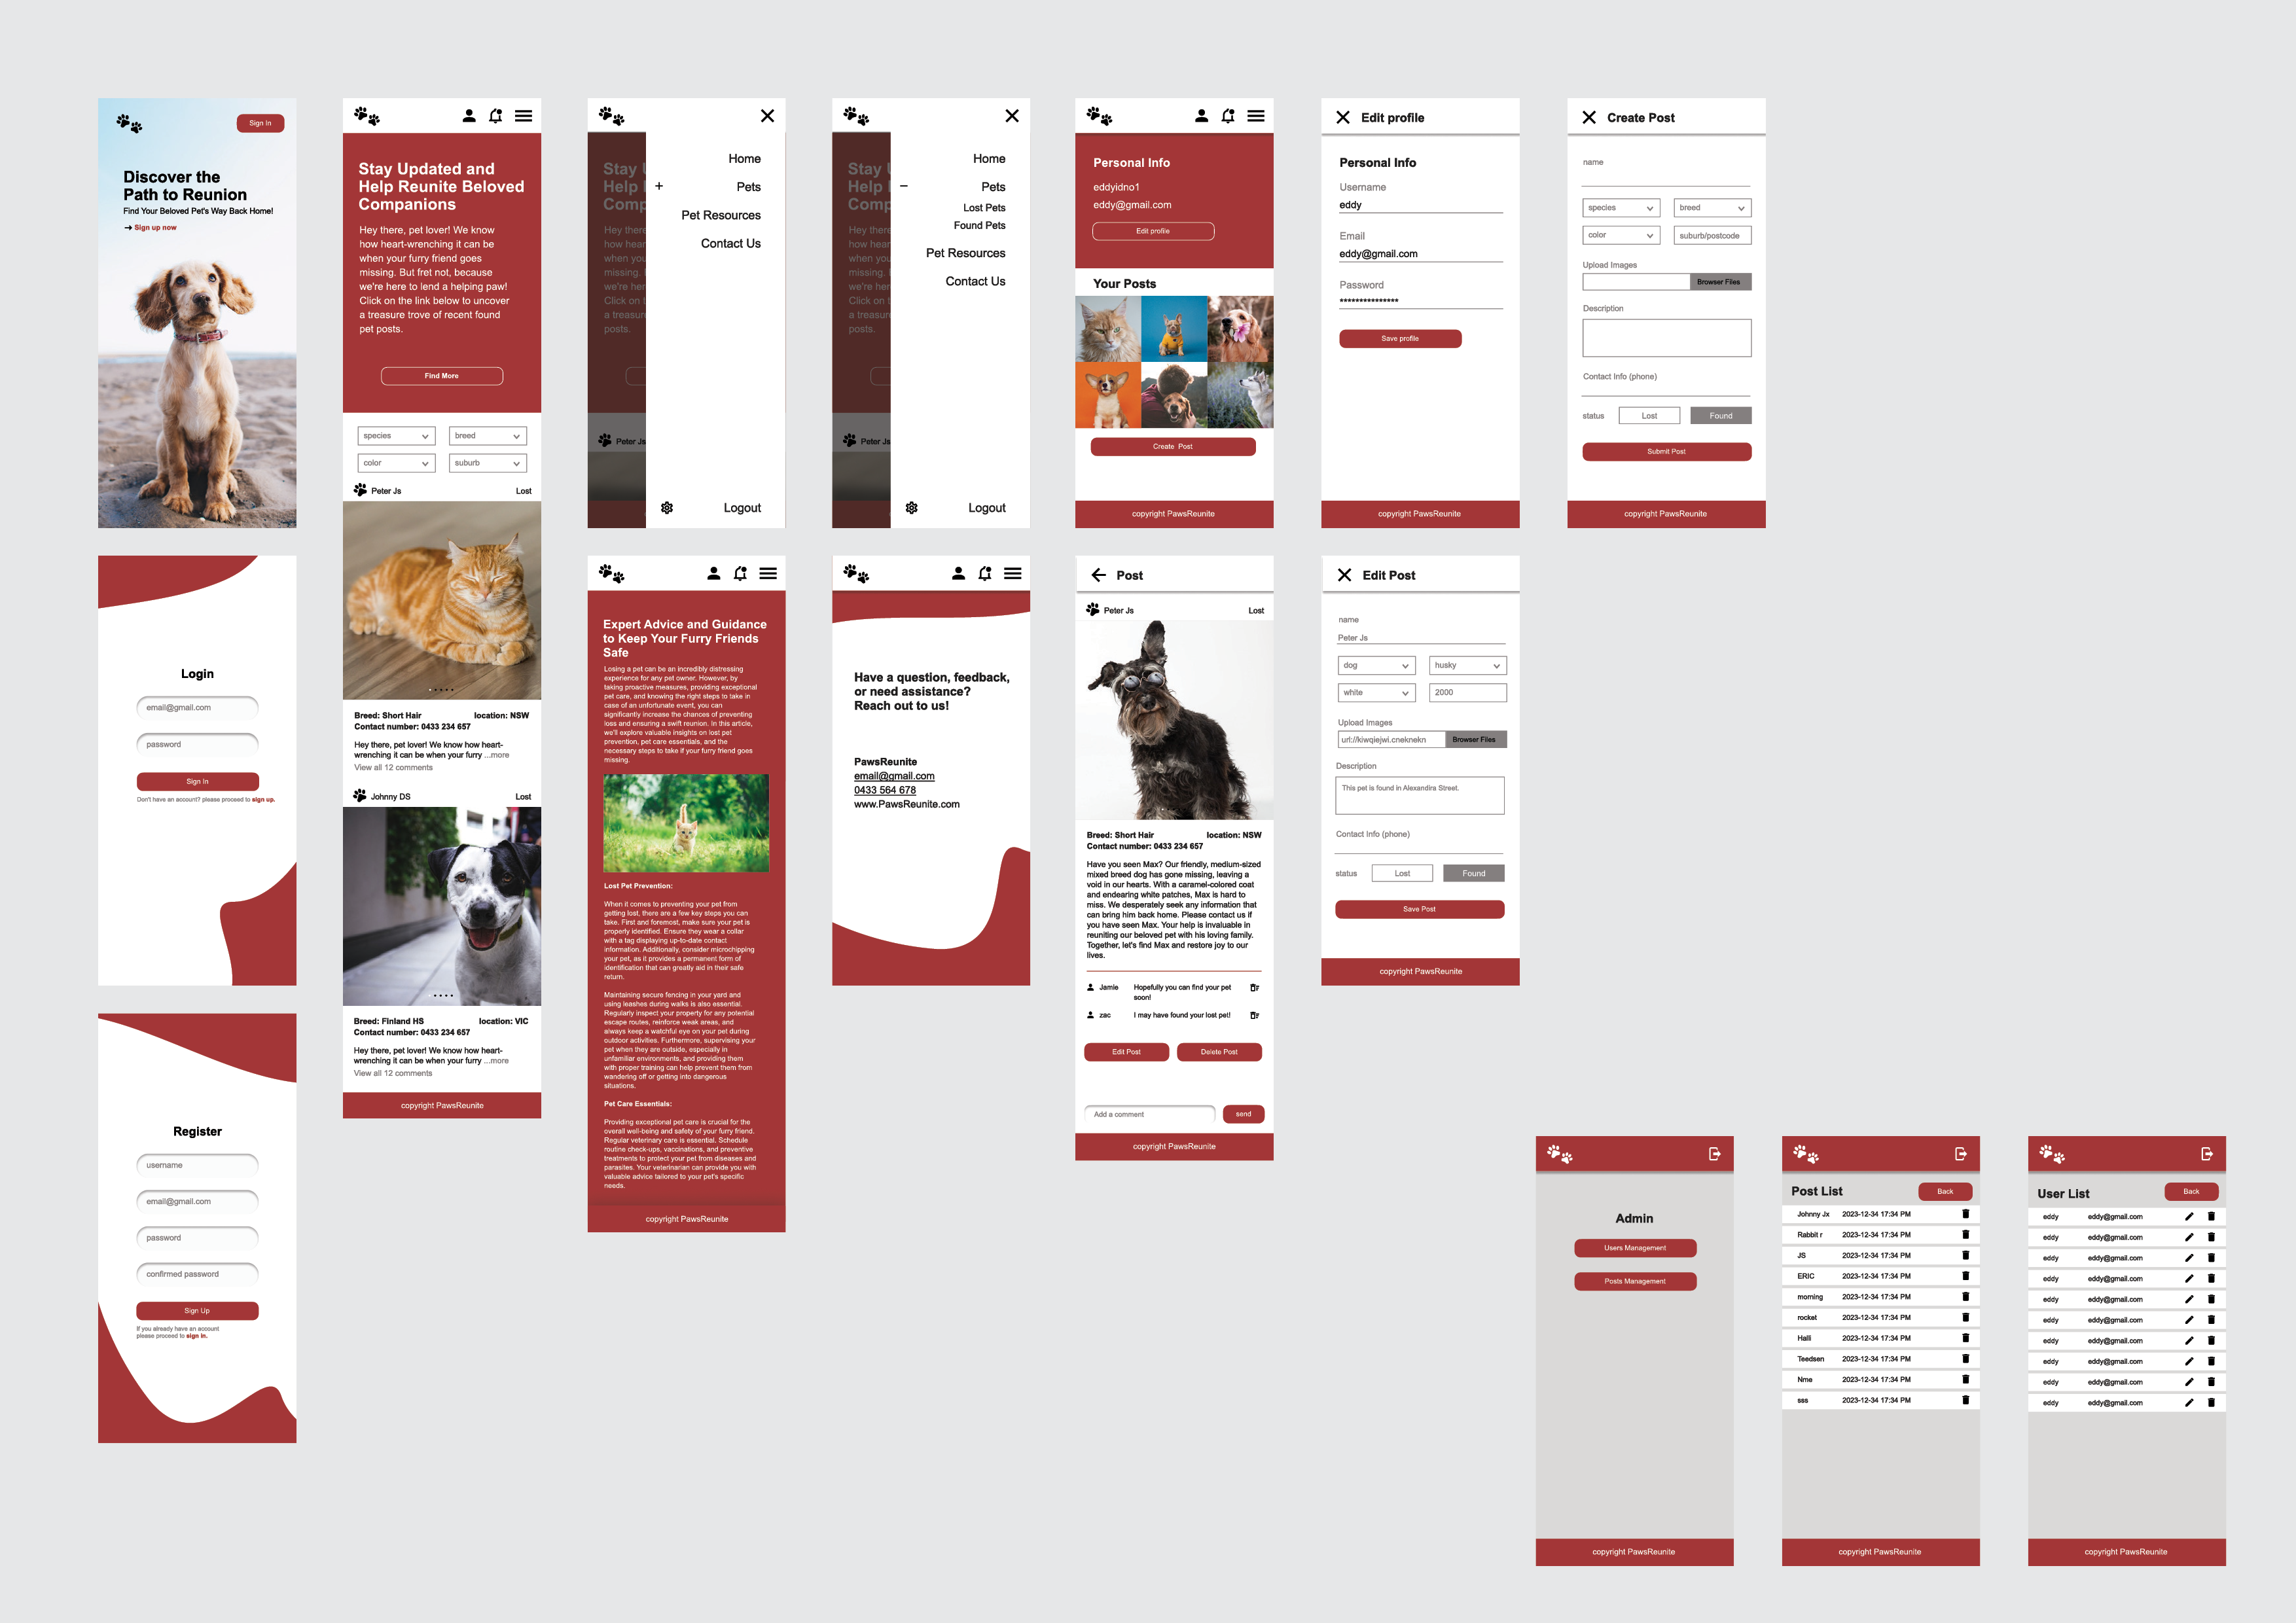 Sign In
Discover the
Path to Reunion
Find Your Beloved Pet's Way Back Home!
Sign up now
Stay Updated and
Help Reunite Beloved
Companions
Hey there, pet lover! We know
how heart-wrenching it can be
when your furry friend goes
missing. But fret not, because
we're here to lend a helping paw!
Click on the link below to uncover
a treasure trove of recent found
pet posts.
Find More
species
breed
color
suburb
Peter Js
Lost
Breed: Short Hair
location: NSW
Contact number: 0433 234 657
Hey there, pet lover! We know how heart-
wrenching it can be when your furry ...more
View all 12 comments
Johnny DS
Lost
Breed: Finland HS
location: VIC
Contact number: 0433 234 657
Hey there, pet lover! We know how heart-
wrenching it can be when your furry ...more
View all 12 comments
copyright PawsReunite
Stay
Help
Comp
Hey there
how hear
when you
missing.
we're her
Click on t
a treasur
posts.
Peter Js
Home
+ Pets
Pet Resources
Contact Us
Logout
Stay
Help
Comp
Hey there
how hear
when you
missing.
we're her
Click on t
a treasur
posts.
Peter Js
Home
− Pets
Lost Pets
Found Pets
Pet Resources
Contact Us
Logout
Personal Info
eddyidno1
eddy@gmail.com
Edit profile
Your Posts
Create Post
copyright PawsReunite
Edit profile
Personal Info
Username
eddy
Email
eddy@gmail.com
Password
***************
Save profile
copyright PawsReunite
Create Post
name
species
breed
color
suburb/postcode
Upload Images
Browser Files
Description
Contact Info (phone)
status
Lost
Found
Submit Post
copyright PawsReunite
Login
email@gmail.com
password
Sign In
Don't have an account? please proceed to sign up.
Expert Advice and Guidance
to Keep Your Furry Friends
Safe
Losing a pet can be an incredibly distressing
experience for any pet owner. However, by
taking proactive measures, providing exceptional
pet care, and knowing the right steps to take in
case of an unfortunate event, you can
significantly increase the chances of preventing
loss and ensuring a swift reunion. In this article,
we'll explore valuable insights on lost pet
prevention, pet care essentials, and the
necessary steps to take if your furry friend goes
missing.
Lost Pet Prevention:
When it comes to preventing your pet from
getting lost, there are a few key steps you can
take. First and foremost, make sure your pet is
properly identified. Ensure they wear a collar
with a tag displaying up-to-date contact
information. Additionally, consider microchipping
your pet, as it provides a permanent form of
identification that can greatly aid in their safe
return.
Maintaining secure fencing in your yard and
using leashes during walks is also essential.
Regularly inspect your property for any potential
escape routes, reinforce weak areas, and
always keep a watchful eye on your pet during
outdoor activities. Furthermore, supervising your
pet when they are outside, especially in
unfamiliar environments, and providing them
with proper training can help prevent them from
wandering off or getting into dangerous
situations.
Pet Care Essentials:
Providing exceptional pet care is crucial for the
overall well-being and safety of your furry friend.
Regular veterinary care is essential. Schedule
routine check-ups, vaccinations, and preventive
treatments to protect your pet from diseases and
parasites. Your veterinarian can provide you with
valuable advice tailored to your pet's specific
needs.
copyright PawsReunite
Have a question, feedback,
or need assistance?
Reach out to us!
PawsReunite
email@gmail.com
0433 564 678
www.PawsReunite.com
Post
Peter Js
Lost
Breed: Short Hair
location: NSW
Contact number: 0433 234 657
Have you seen Max? Our friendly, medium-sized
mixed breed dog has gone missing, leaving a
void in our hearts. With a caramel-colored coat
and endearing white patches, Max is hard to
miss. We desperately seek any information that
can bring him back home. Please contact us if
you have seen Max. Your help is invaluable in
reuniting our beloved pet with his loving family.
Together, let's find Max and restore joy to our
lives.
Jamie
Hopefully you can find your pet
soon!
zac
I may have found your lost pet!
Edit Post
Delete Post
Add a comment
send
copyright PawsReunite
Edit Post
name
Peter Js
dog
husky
white
2000
Upload Images
url://kiwqiejwi.cneknekn
Browser Files
Description
This pet is found in Alexandira Street.
Contact Info (phone)
status
Lost
Found
Save Post
copyright PawsReunite
Register
username
email@gmail.com
password
confirmed password
Sign Up
If you already have an account
please proceed to sign in.
Admin
Users Management
Posts Management
copyright PawsReunite
Post List
Back
Johnny Jx 2023-12-34 17:34 PM
Rabbit r 2023-12-34 17:34 PM
JS 2023-12-34 17:34 PM
ERIC 2023-12-34 17:34 PM
morning 2023-12-34 17:34 PM
rocket 2023-12-34 17:34 PM
Halli 2023-12-34 17:34 PM
Teedsen 2023-12-34 17:34 PM
Nme 2023-12-34 17:34 PM
sss 2023-12-34 17:34 PM
copyright PawsReunite
User List
Back
eddy eddy@gmail.com
eddy eddy@gmail.com
eddy eddy@gmail.com
eddy eddy@gmail.com
eddy eddy@gmail.com
eddy eddy@gmail.com
eddy eddy@gmail.com
eddy eddy@gmail.com
eddy eddy@gmail.com
eddy eddy@gmail.com
copyright PawsReunite